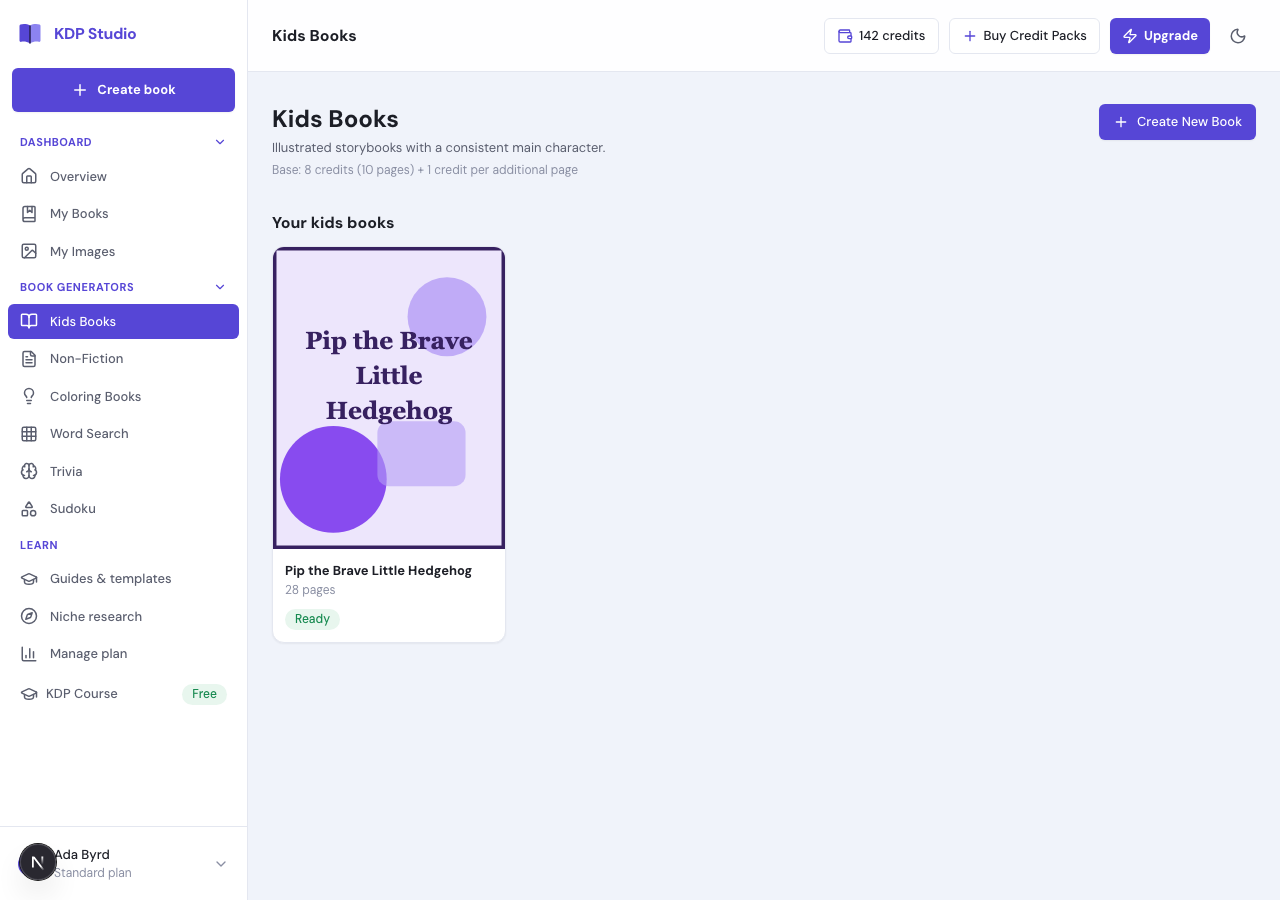 KDP Studio
Create book
DASHBOARD
Overview
My Books
My Images
BOOK GENERATORS
Kids Books
Non-Fiction
Coloring Books
Word Search
Trivia
Sudoku
LEARN
Guides & templates
Niche research
Manage plan
KDP Course Free
N
Ada Byrd
Standard plan
Kids Books
142 credits
Buy Credit Packs
Upgrade
Kids Books
Illustrated storybooks with a consistent main character.
Base: 8 credits (10 pages) + 1 credit per additional page
Create New Book
Your kids books
Pip the Brave
Little
Hedgehog
Pip the Brave Little Hedgehog
28 pages
Ready